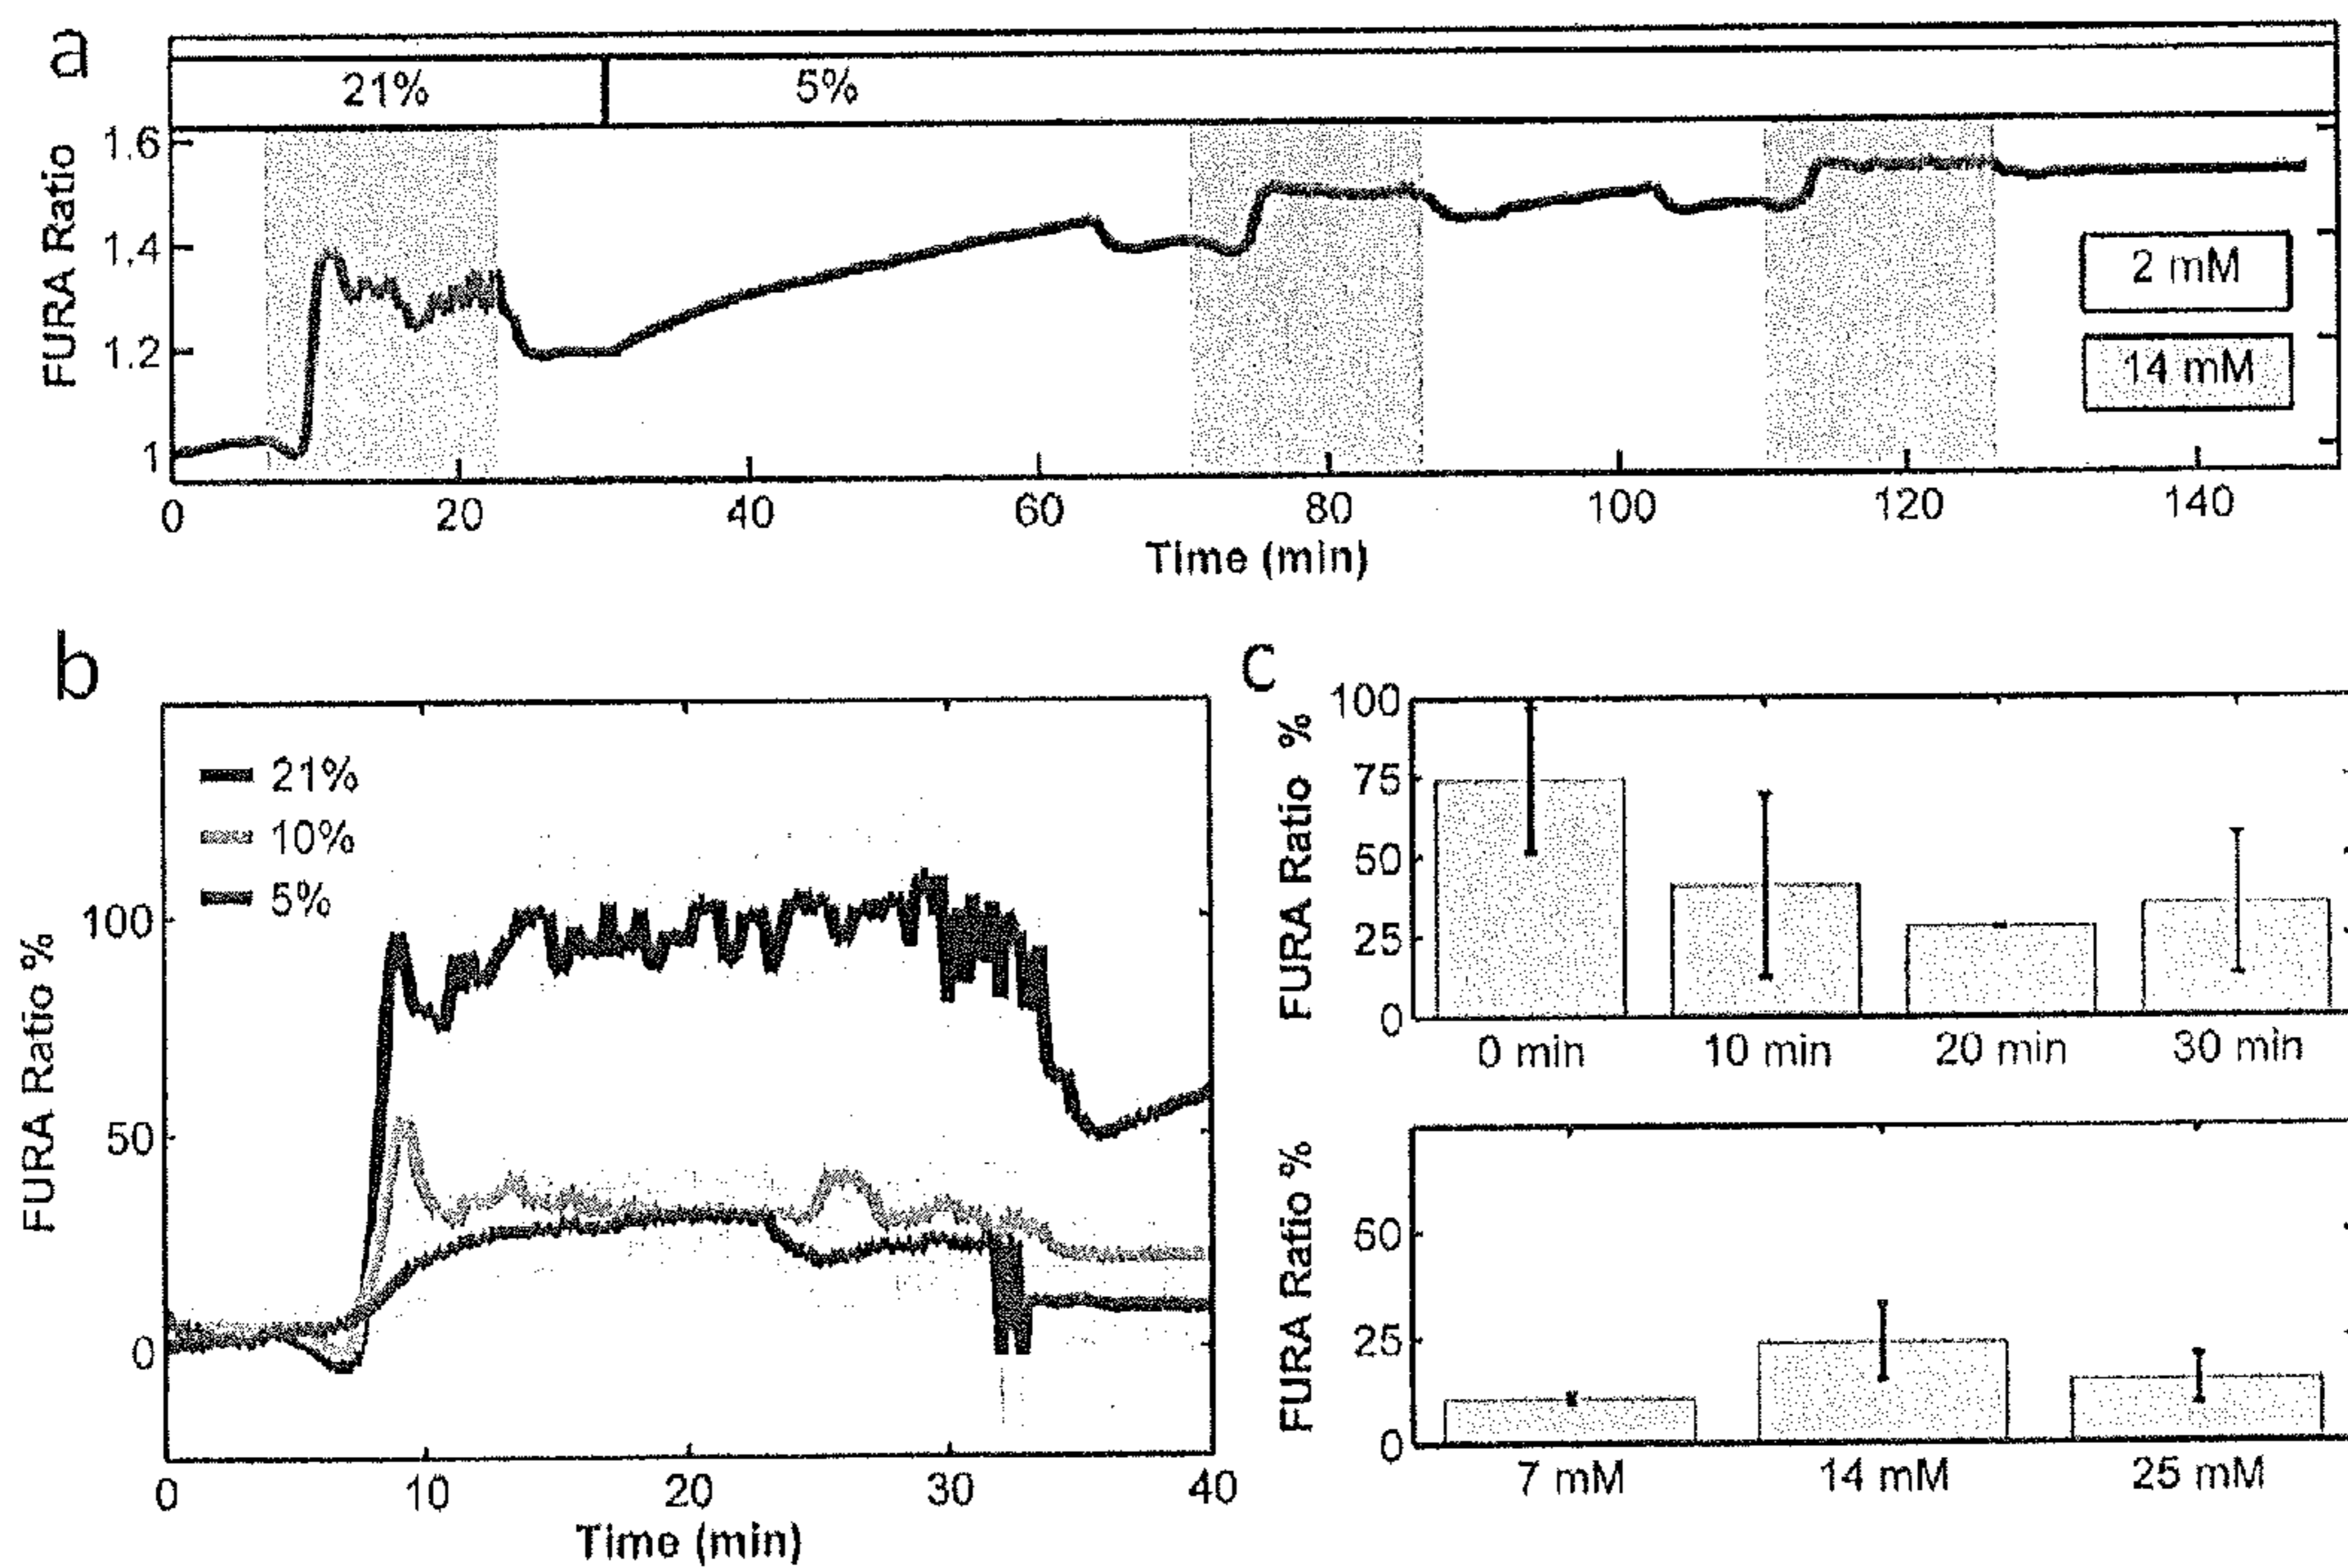 a
21% 5%
1.6
1.4
1.2
1
FURA Ratio
2 mM
14 mM
0 20 40 60 80 100 120 140
Time (min)
b
21%
10%
5%
100
50
0
FURA Ratio %
0 10 20 30 40
Time (min)
c
100
75
50
25
0
FURA Ratio %
0 min 10 min 20 min 30 min
50
25
0
FURA Ratio %
7 mM 14 mM 25 mM